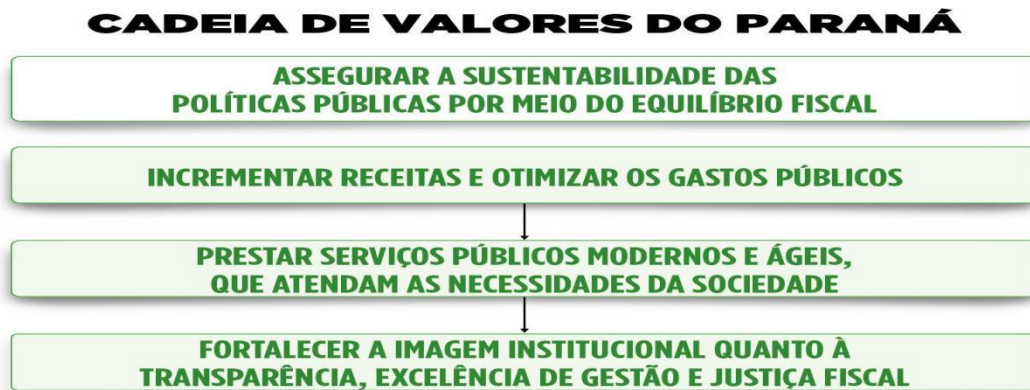 CADEIA DE VALORES DO PARANÁ
ASSEGURAR A SUSTENTABILIDADE DAS
POLÍTICAS PÚBLICAS POR MEIO DO EQUILÍBRIO FISCAL
INCREMENTAR RECEITAS E OTIMIZAR OS GASTOS PÚBLICOS
PRESTAR SERVIÇOS PÚBLICOS MODERNOS E ÁGEIS,
QUE ATENDAM AS NECESSIDADES DA SOCIEDADE
FORTALECER A IMAGEM INSTITUCIONAL QUANTO À
TRANSPARÊNCIA, EXCELÊNCIA DE GESTÃO E JUSTIÇA FISCAL